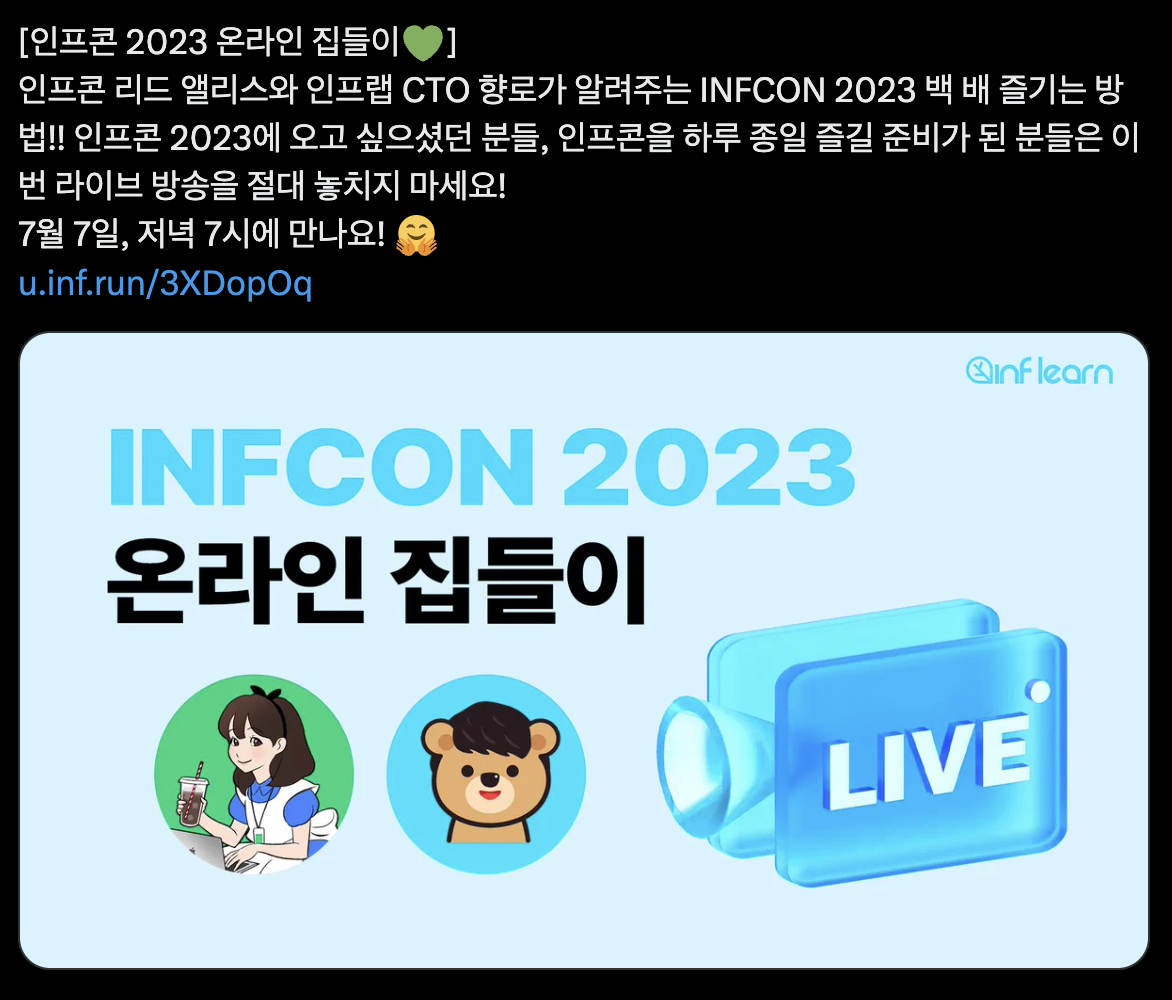 [인프콘 2023 온라인 집들이💚]
인프콘 리드 앨리스와 인프랩 CTO 향로가 알려주는 INFCON 2023 백 배 즐기는 방
법!! 인프콘 2023에 오고 싶으셨던 분들, 인프콘을 하루 종일 즐길 준비가 된 분들은 이
번 라이브 방송을 절대 놓치지 마세요!
7월 7일, 저녁 7시에 만나요! 🤗
u.inf.run/3XDopOq
inflearn
INFCON 2023
온라인 집들이
LIVE